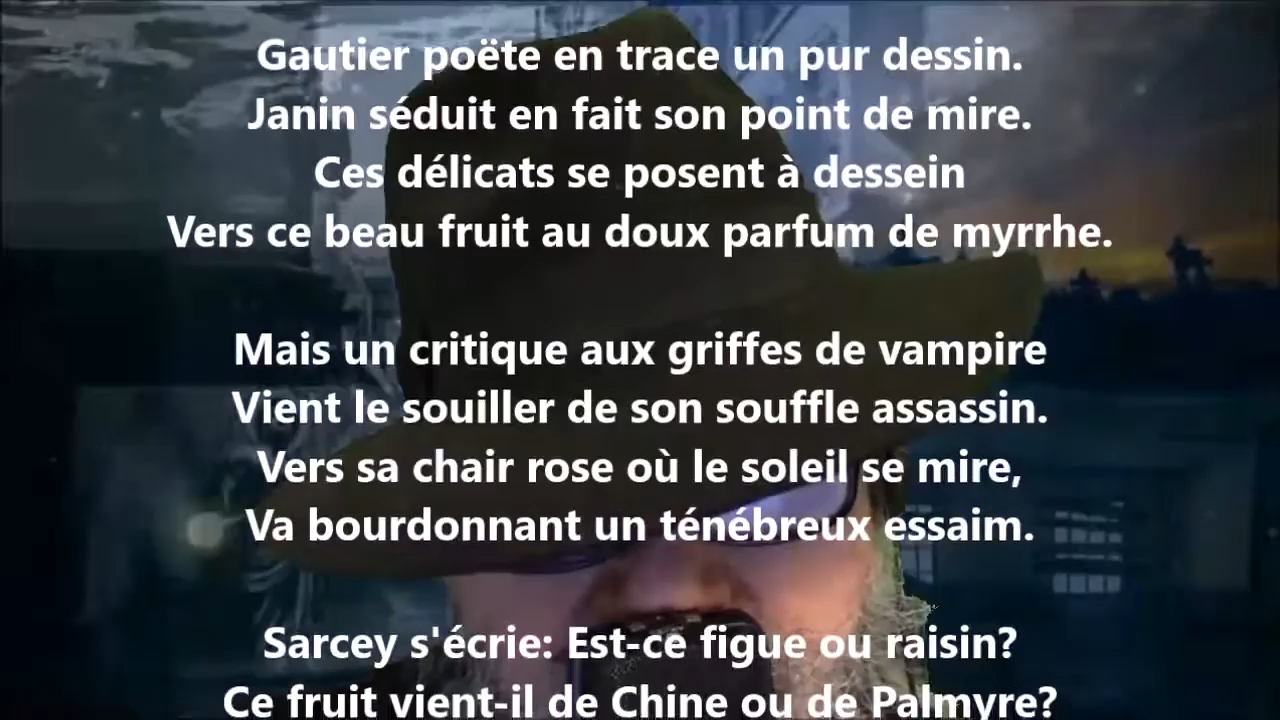 Gautier poëte en trace un pur dessin.
Janin séduit en fait son point de mire.
Ces délicats se posent à dessein
Vers ce beau fruit au doux parfum de myrrhe.
Mais un critique aux griffes de vampire
Vient le souiller de son souffle assassin.
Vers sa chair rose où le soleil se mire,
Va bourdonnant un ténébreux essaim.
Sarcey s'écrie: Est-ce figue ou raisin?
Ce fruit vient-il de Chine ou de Palmyre?